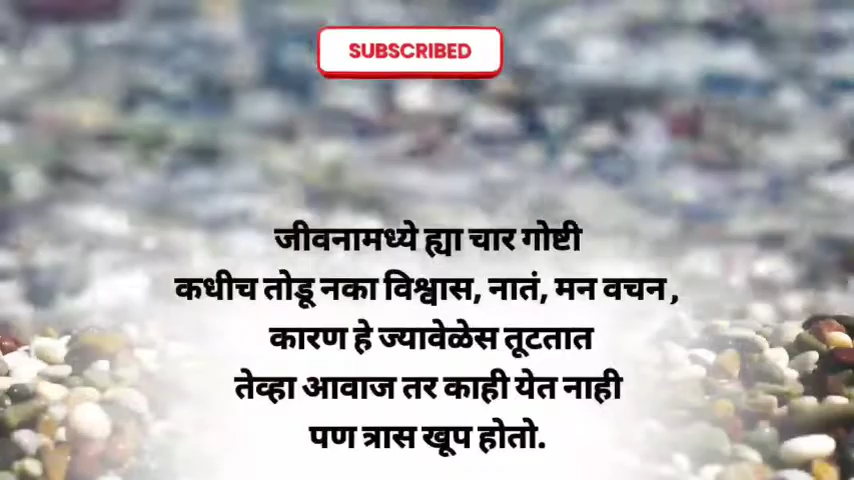 SUBSCRIBED
जीवनामध्ये ह्या चार गोष्टी
कधीच तोडू नका विश्वास, नातं, मन वचन,
कारण हे ज्यावेळेस तूटतात
तेव्हा आवाज तर काही येत नाही
पण त्रास खूप होतो.